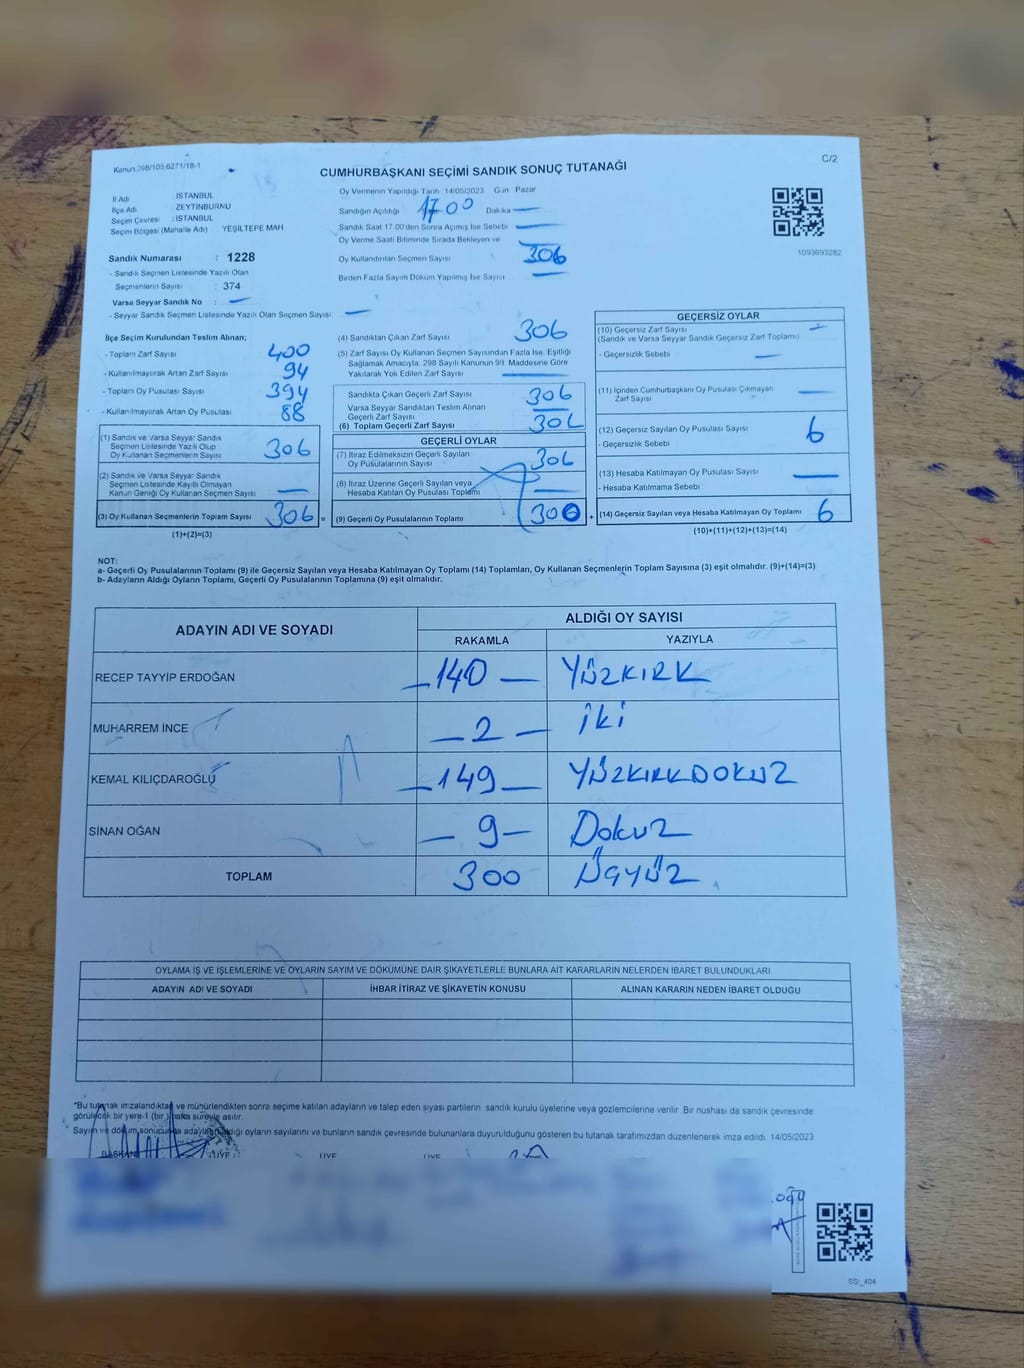 Kanun:298/105,6271/18-1
C/2
CUMHURBAŞKANI SEÇİMİ SANDIK SONUÇ TUTANAĞI
İl Adı : İSTANBUL
İlçe Adı : ZEYTİNBURNU
Seçim Çevresi : İSTANBUL
Seçim Bölgesi (Mahalle Adı) YEŞİLTEPE MAH
Sandık Numarası : 1228
- Sandık Seçmen Listesinde Yazılı Olan
Seçmenlerin Sayısı : 374
Varsa Seyyar Sandık No :
- Seyyar Sandık Seçmen Listesinde Yazılı Olan Seçmen Sayısı:
Oy Vermenin Yapıldığı Tarih 14/05/2023 Gün Pazar
Sandığın Açıldığı 17 00 Dakika
Sandık Saat 17.00'den Sonra Açılmış İse Sebebi
Oy Verme Saati Bitiminde Sırada Bekleyen ve
Oy Kullandırılan Seçmen Sayısı 306
Birden Fazla Sayım Döküm Yapılmış İse Sayısı
1093693282
İlçe Seçim Kurulundan Teslim Alınan;
- Toplam Zarf Sayısı 400
- Kullanılmayarak Artan Zarf Sayısı 94
- Toplam Oy Pusulası Sayısı 394
- Kullanılmayarak Artan Oy Pusulası 88
(1) Sandık ve Varsa Seyyar Sandık
Seçmen Listesinde Yazılı Olup
Oy Kullanan Seçmenlerin Sayısı 306
(2) Sandık ve Varsa Seyyar Sandık
Seçmen Listesinde Kayıtlı Olmayan
Kanun Gereği Oy Kullanan Seçmen Sayısı
(3) Oy Kullanan Seçmenlerin Toplam Sayısı 306 =
(1)+(2)=(3)
(4) Sandıktan Çıkan Zarf Sayısı 306
(5) Zarf Sayısı Oy Kullanan Seçmen Sayısından Fazla İse, Eşitliği
Sağlamak Amacıyla, 298 Sayılı Kanunun 98. Maddesine Göre
Yakılarak Yok Edilen Zarf Sayısı
Sandıkta Çıkan Geçerli Zarf Sayısı 306
Varsa Seyyar Sandıktan Teslim Alınan
Geçerli Zarf Sayısı
(6) Toplam Geçerli Zarf Sayısı 306
GEÇERLİ OYLAR
(7) İtiraz Edilmeksizin Geçerli Sayılan
Oy Pusulalarının Sayısı 306
(8) İtiraz Üzerine Geçerli Sayılan veya
Hesaba Katılan Oy Pusulası Toplamı
(9) Geçerli Oy Pusulalarının Toplamı 300 +
GEÇERSİZ OYLAR
(10) Geçersiz Zarf Sayısı
(Sandık ve Varsa Seyyar Sandık Geçersiz Zarf Toplamı)
- Geçersizlik Sebebi
(11) İçinden Cumhurbaşkanı Oy Pusulası Çıkmayan
Zarf Sayısı
(12) Geçersiz Sayılan Oy Pusulası Sayısı 6
- Geçersizlik Sebebi
(13) Hesaba Katılmayan Oy Pusulası Sayısı
- Hesaba Katılmama Sebebi
(14) Geçersiz Sayılan veya Hesaba Katılmayan Oy Toplamı 6
(10)+(11)+(12)+(13)=(14)
NOT:
a- Geçerli Oy Pusulalarının Toplamı (9) ile Geçersiz Sayılan veya Hesaba Katılmayan Oy Toplamı (14) Toplamları, Oy Kullanan Seçmenlerin Toplam Sayısına (3) eşit olmalıdır. (9)+(14)=(3)
b- Adayların Aldığı Oyların Toplamı, Geçerli Oy Pusulalarının Toplamına (9) eşit olmalıdır.
ADAYIN ADI VE SOYADI ALDIĞI OY SAYISI
RAKAMLA YAZIYLA
RECEP TAYYİP ERDOĞAN -140- YÜZKIRK
MUHARREM İNCE -2- iki
KEMAL KILIÇDAROĞLU -149- YÜZKIRKDOKUZ
SİNAN OĞAN -9- Dokuz
TOPLAM 300 ÜÇYÜZ
OYLAMA İŞ VE İŞLEMLERİNE VE OYLARIN SAYIM VE DÖKÜMÜNE DAİR ŞİKAYETLERLE BUNLARA AİT KARARLARIN NELERDEN İBARET BULUNDUKLARI
ADAYIN ADI VE SOYADI İHBAR İTİRAZ VE ŞİKAYETİN KONUSU ALINAN KARARIN NEDEN İBARET OLDUĞU
*Bu tutanak imzalandıktan ve mühürlendikten sonra seçime katılan adayların ve talep eden siyasi partilerin sandık kurulu üyelerine veya gözlemcilerine verilir. Bir nüshası da sandık çevresinde
görülecek bir yere-1 (bir) hafta süreyle asılır.
Sayım ve döküm sonucunda adayların aldığı oyların sayılarını ve bunların sandık çevresinde bulunanlara duyurulduğunu gösteren bu tutanak tarafımızdan düzenlenerek imza edildi. 14/05/2023
BAŞKAN ÜYE ÜYE ÜYE
SS/_404